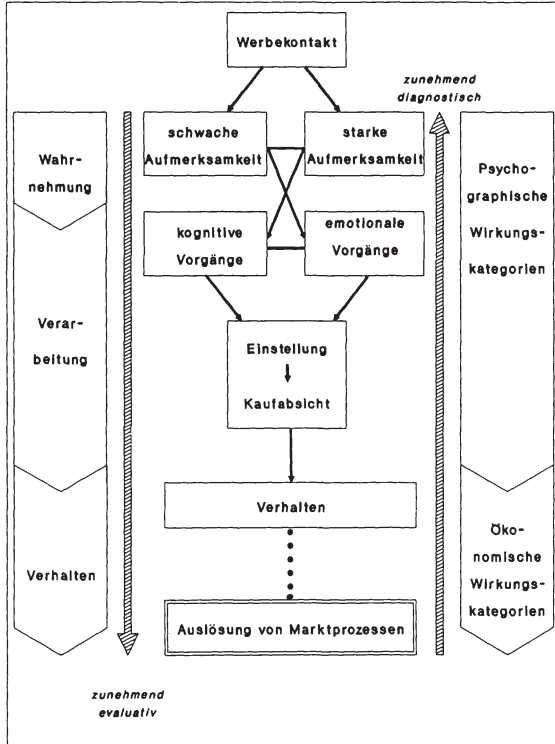 Werbekontakt
zunehmend
diagnostisch
schwache
Aufmerksamkeit
starke
Aufmerksamkeit
Wahr-
nehmung
Psycho-
graphische
Wirkungs-
kategorien
kognitive
Vorgänge
emotionale
Vorgänge
Verar-
beitung
Einstellung
Kaufabsicht
Verhalten
Verhalten
Öko-
nomische
Wirkungs-
kategorien
Auslösung von Marktprozessen
zunehmend
evaluativ